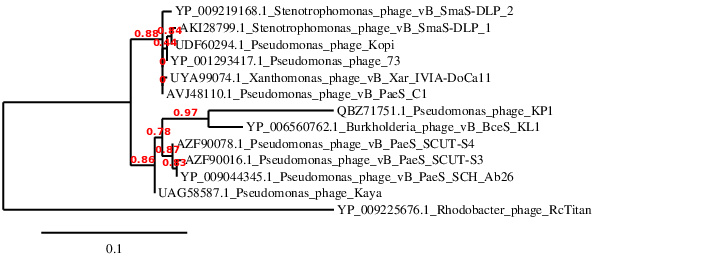 YP_009219168.1_Stenotrophomonas_phage_vB_SmaS-DLP_2
0.88
AKI28799.1_Stenotrophomonas_phage_vB_SmaS-DLP_1
UDF60294.1_Pseudomonas_phage_Kopi
YP_001293417.1_Pseudomonas_phage_73
0
UYA99074.1_Xanthomonas_phage_vB_Xar_IVIA-DoCa11
AVJ48110.1_Pseudomonas_phage_vB_PaeS_C1
QBZ71751.1_Pseudomonas_phage_KP1
0.97
YP_006560762.1_Burkholderia_phage_vB_BceS_KL1
0.78
AZF90078.1_Pseudomonas_phage_vB_PaeS_SCUT-S4
AZF90016.1_Pseudomonas_phage_vB_PaeS_SCUT-S3
0.86
YP_009044345.1_Pseudomonas_phage_vB_PaeS_SCH_Ab26
UAG58587.1_Pseudomonas_phage_Kaya
YP_009225676.1_Rhodobacter_phage_RcTitan
0.1